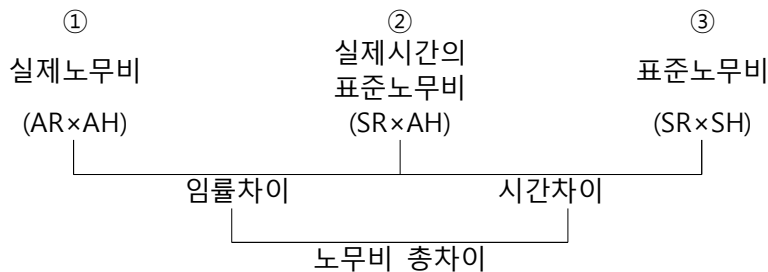 ① ② ③
실제노무비
실제시간의
표준노무비
표준노무비
(AR×AH) (SR×AH) (SR×SH)
임률차이 시간차이
노무비 총차이